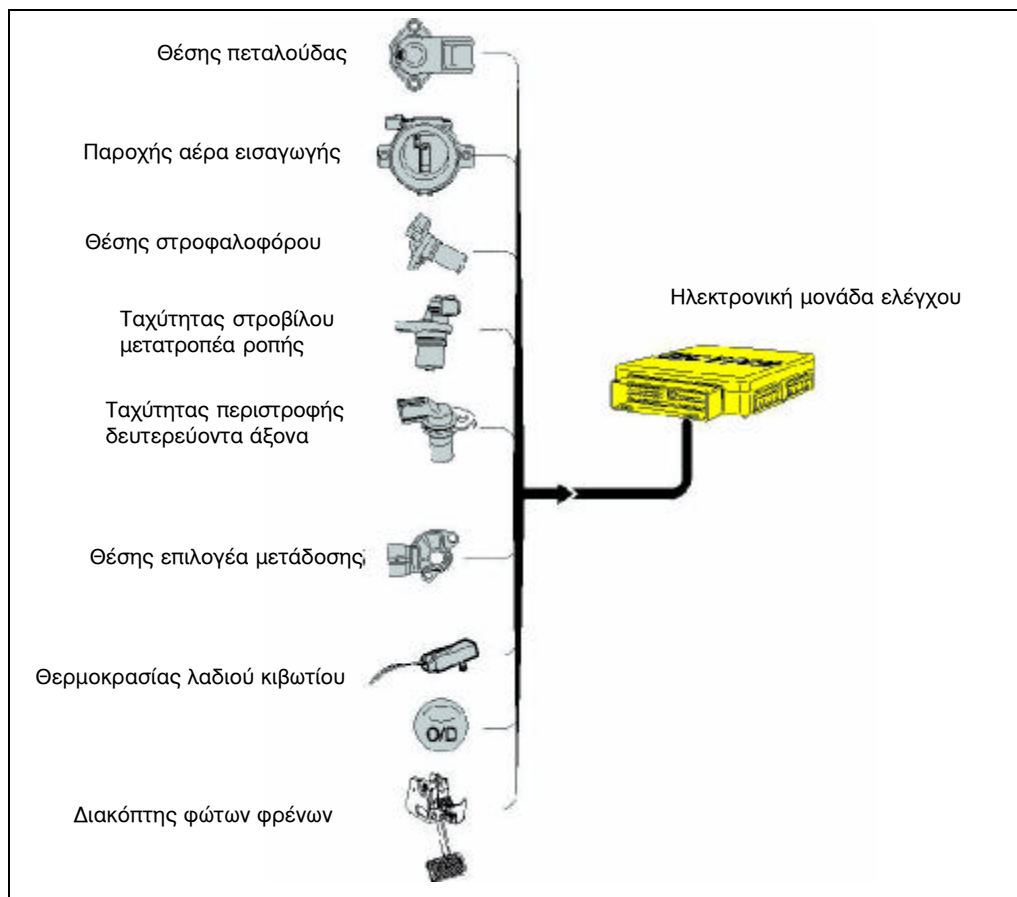 Θέσης πεταλούδας
Παροχής αέρα εισαγωγής
Θέσης στροφαλοφόρου
Ηλεκτρονική μονάδα ελέγχου
Ταχύτητας στροβίλου
μετατροπέα ροπής
Ταχύτητας περιστροφής
δευτερεύοντα άξονα
Θέσης επιλογέα μετάδοσης
Θερμοκρασίας λαδιού κιβωτίου
O/D
Διακόπτης φώτων φρένων